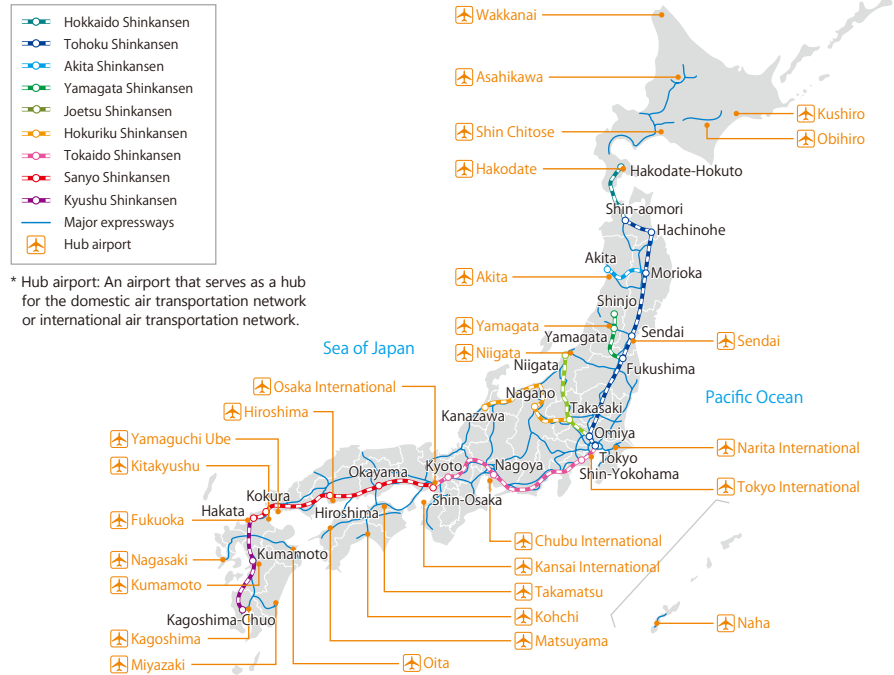 Hokkaido Shinkansen
Tohoku Shinkansen
Akita Shinkansen
Yamagata Shinkansen
Joetsu Shinkansen
Hokuriku Shinkansen
Tokaido Shinkansen
Sanyo Shinkansen
Kyushu Shinkansen
Major expressways
Hub airport
* Hub airport: An airport that serves as a hub
for the domestic air transportation network
or international air transportation network.
Wakkanai
Asahikawa
Kushiro
Shin Chitose
Obihiro
Hakodate
Hakodate-Hokuto
Shin-aomori
Hachinohe
Akita
Akita
Morioka
Shinjo
Yamagata
Yamagata
Sendai
Sendai
Niigata
Niigata
Fukushima
Sea of Japan
Pacific Ocean
Osaka International
Nagano
Takasaki
Kanazawa
Hiroshima
Omiya
Yamaguchi Ube
Narita International
Tokyo
Kitakyushu
Okayama
Kyoto
Nagoya
Shin-Yokohama
Tokyo International
Kokura
Shin-Osaka
Hakata
Hiroshima
Fukuoka
Chubu International
Kumamoto
Nagasaki
Kansai International
Kumamoto
Takamatsu
Kagoshima-Chuo
Kohchi
Naha
Kagoshima
Matsuyama
Miyazaki
Oita